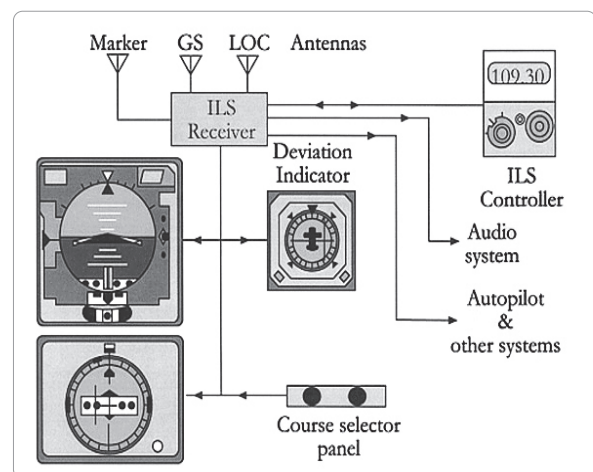 Marker GS LOC Antennas
ILS
Receiver
109.30
Deviation
Indicator
ILS
Controller
Audio
system
Autopilot
&
other systems
Course selector
panel